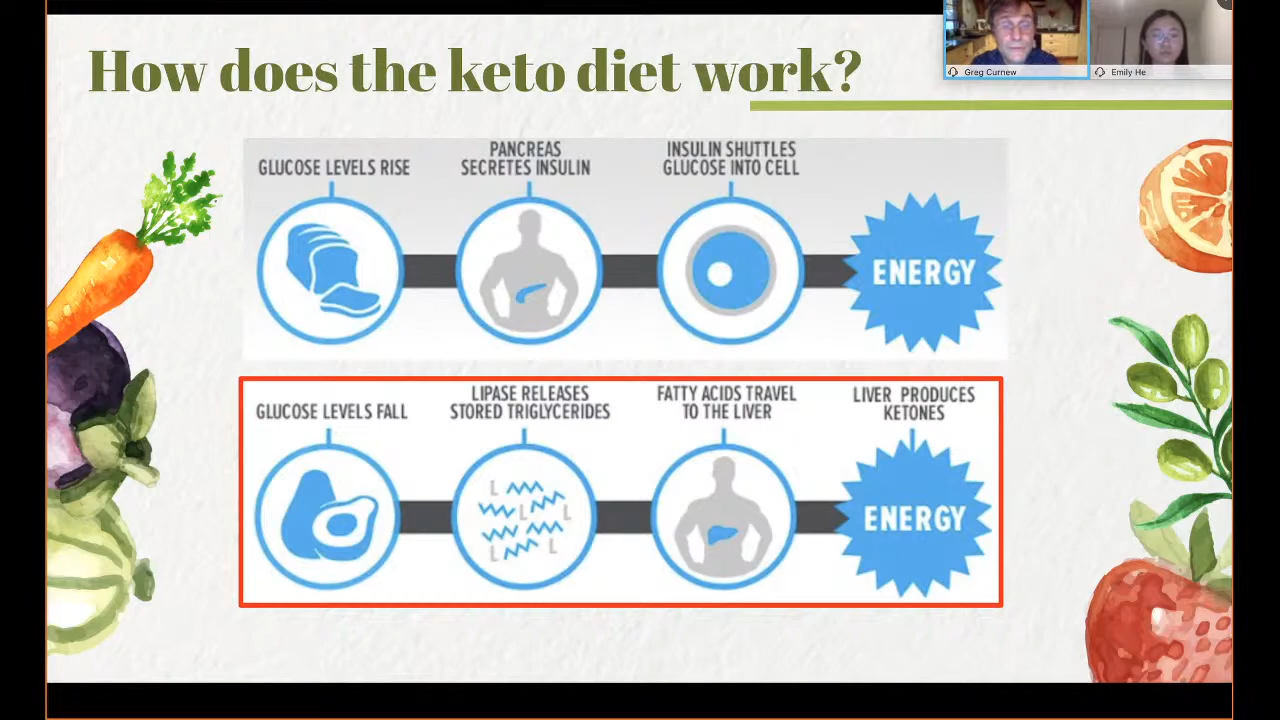 How does the keto diet work?
Greg Curnew
Emily He
GLUCOSE LEVELS RISE
PANCREAS
SECRETES INSULIN
INSULIN SHUTTLES
GLUCOSE INTO CELL
ENERGY
GLUCOSE LEVELS FALL
LIPASE RELEASES
STORED TRIGLYCERIDES
L
L
L
L
L
FATTY ACIDS TRAVEL
TO THE LIVER
LIVER PRODUCES
KETONES
ENERGY